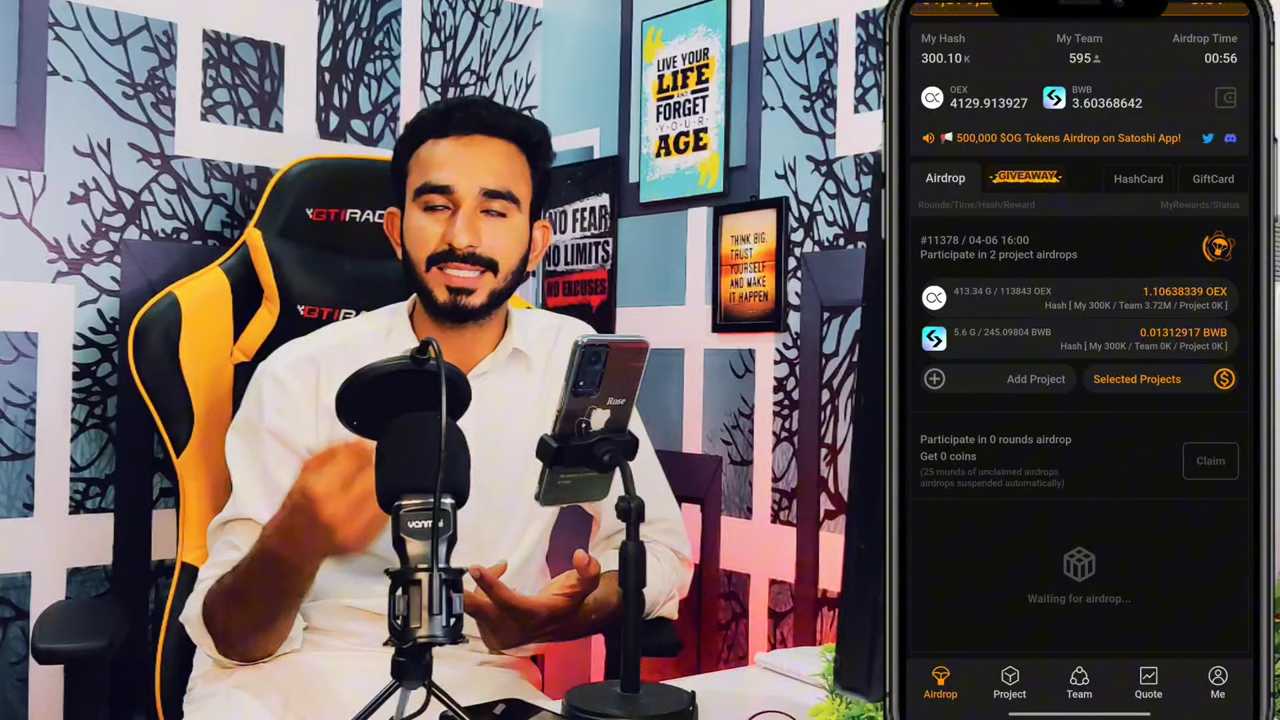 LIVE YOUR
LIFE
AND
FORGET
YOUR
AGE
NO FEAR
NO LIMITS
NO EXCUSES
THINK BIG.
TRUST
YOURSELF
AND MAKE
IT HAPPEN
GTIRAC
GTIRA
Rose
My Hash
My Team
Airdrop Time
300.10 K
595
00:56
OEX
4129.913927
BWB
3.60368642
500,000 $OG Tokens Airdrop on Satoshi App!
Airdrop
GIVEAWAY
HashCard
GiftCard
Rounds/Time/Hash/Reward
MyRewards/Status
#11378 / 04-06 16:00
Participate in 2 project airdrops
413.34 G / 113843 OEX
1.10638339 OEX
Hash [ My 300K / Team 3.72M / Project 0K ]
5.6 G / 245.09804 BWB
0.01312917 BWB
Hash [ My 300K / Team 0K / Project 0K ]
Add Project
Selected Projects
Participate in 0 rounds airdrop
Get 0 coins
(25 rounds of unclaimed airdrops
airdrops suspended automatically)
Claim
Waiting for airdrop...
Airdrop
Project
Team
Quote
Me